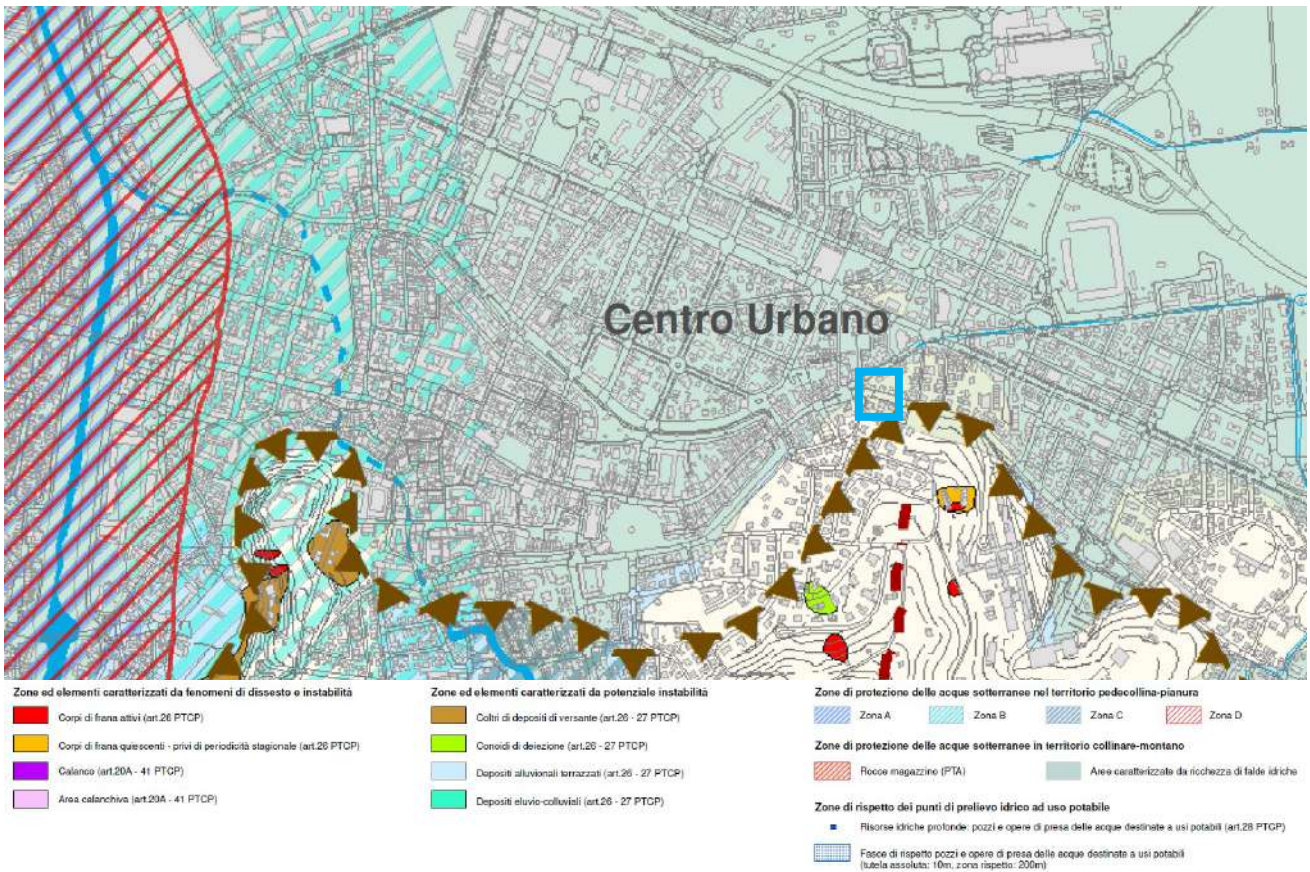 Centro Urbano
Zone ed elementi caratterizzati da fenomeni di dissesto e instabilità
Corpi di frana attivi (art.26 PTCP)
Corpi di frana quiescenti - privi di periodicità stagionale (art.26 PTCP)
Calanco (art.20A - 41 PTCP)
Area calanchiva (art.20A - 41 PTCP)
Zone ed elementi caratterizzati da potenziale instabilità
Coltri di depositi di versante (art.26 - 27 PTCP)
Conoidi di deiezione (art.26 - 27 PTCP)
Depositi alluvionali terrazzati (art.26 - 27 PTCP)
Depositi eluvio-colluviali (art.26 - 27 PTCP)
Zone di protezione delle acque sotterranee nel territorio pedecollina-pianura
Zona A Zona B Zona C Zona D
Zone di protezione delle acque sotterranee in territorio collinare-montano
Rocce magazzino (PTA) Aree caratterizzate da ricchezza di falde idriche
Zone di rispetto dei punti di prelievo idrico ad uso potabile
Risorse idriche profonde: pozzi e opere di presa delle acque destinate a usi potabili (art.28 PTCP)
Fasce di rispetto pozzi e opere di presa delle acque destinate a usi potabili
(tutela assoluta: 10m, zona rispetto: 200m)